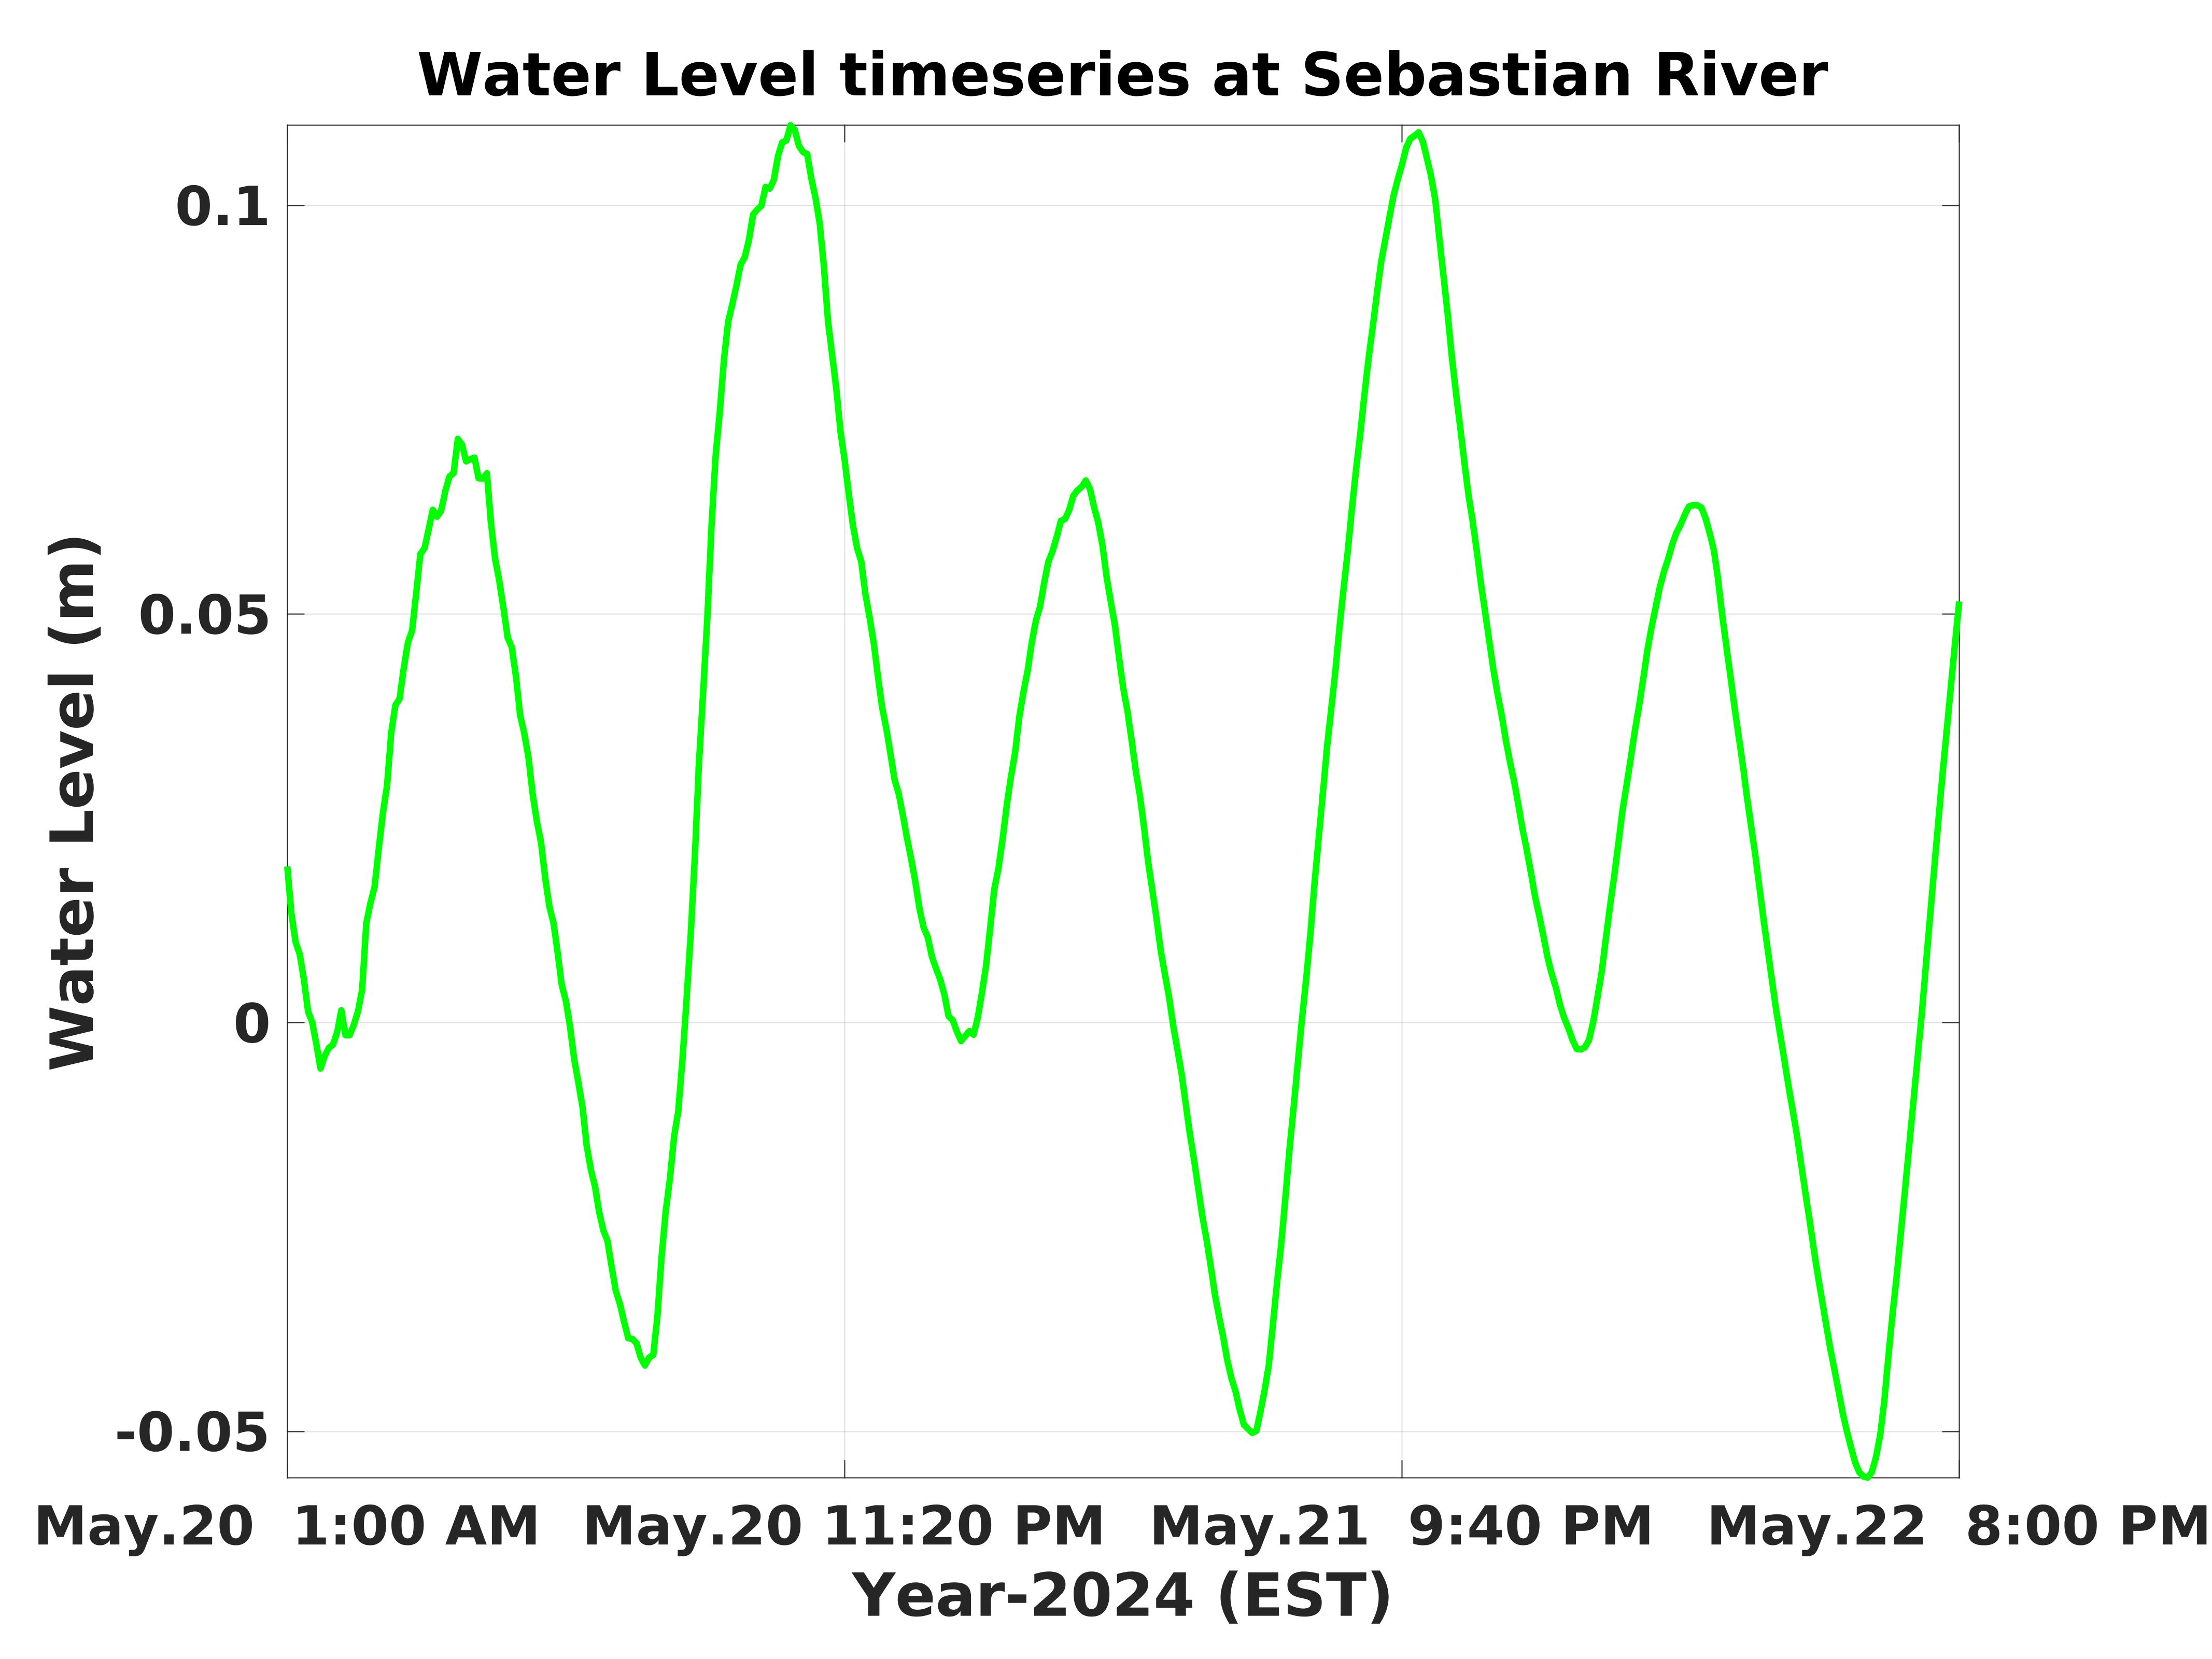 Water Level timeseries at Sebastian River
Water Level (m)
0.1
0.05
0
-0.05
May.20 1:00 AM May.20 11:20 PM May.21 9:40 PM May.22 8:00 PM
Year-2024 (EST)